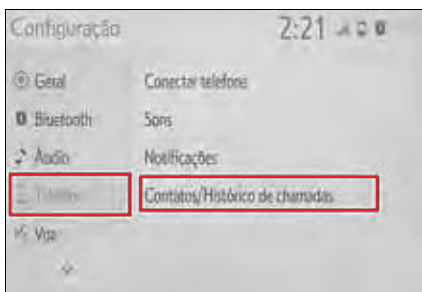 Configuração 2:21
Geral Conectar telefone
Bluetooth Sons
Áudio Notificações
Contatos/Histórico de chamadas
Voz